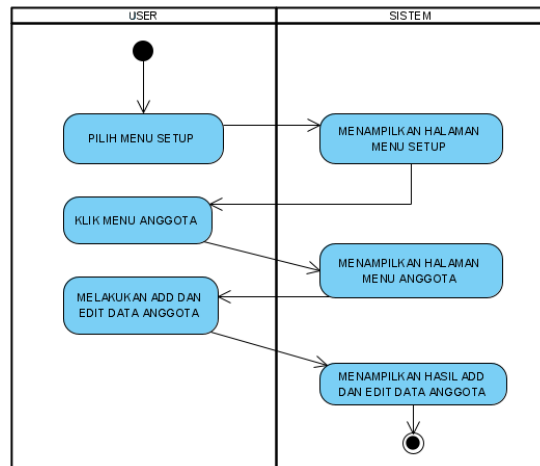 USER
SISTEM
PILIH MENU SETUP
MENAMPILKAN HALAMAN
MENU SETUP
KLIK MENU ANGGOTA
MENAMPILKAN HALAMAN
MENU ANGGOTA
MELAKUKAN ADD DAN
EDIT DATA ANGGOTA
MENAMPILKAN HASIL ADD
DAN EDIT DATA ANGGOTA